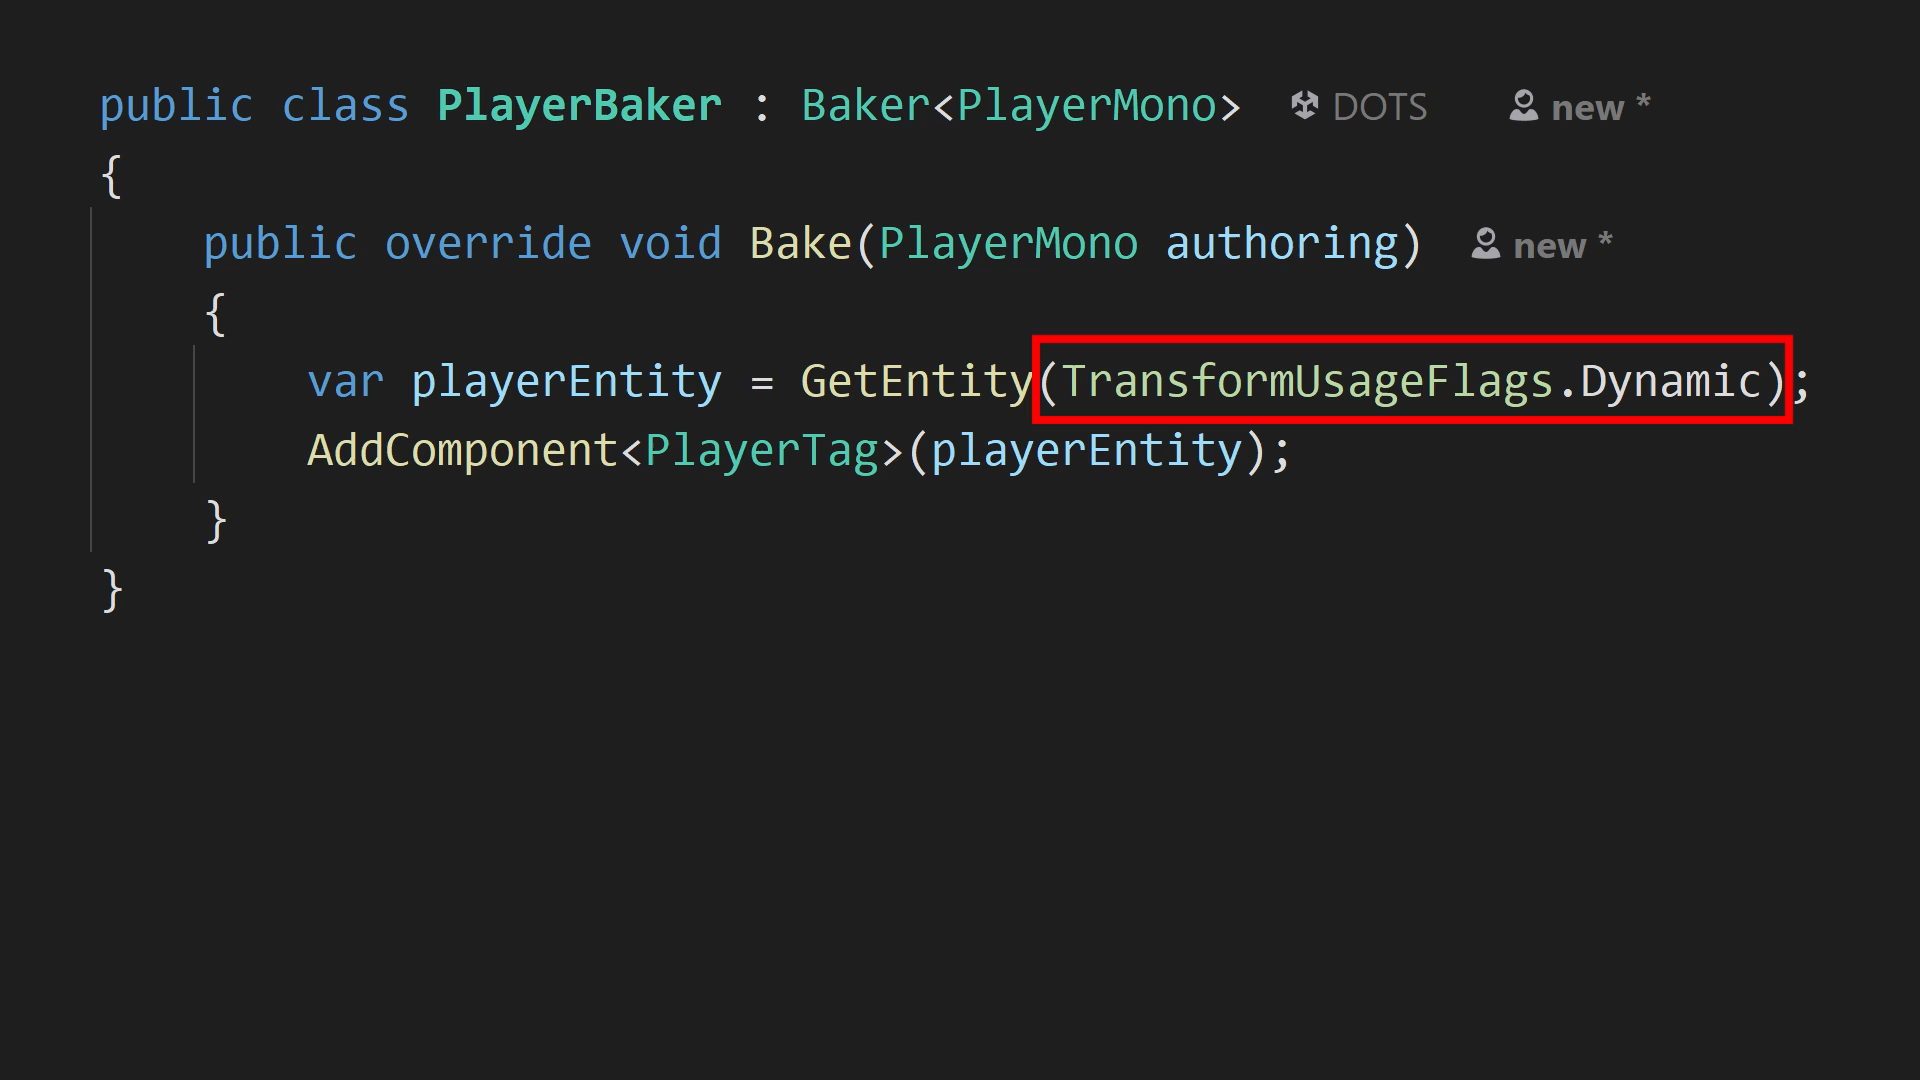 public class PlayerBaker : Baker<PlayerMono> DOTS new *
{
public override void Bake(PlayerMono authoring) new *
{
var playerEntity = GetEntity(TransformUsageFlags.Dynamic);
AddComponent<PlayerTag>(playerEntity);
}
}